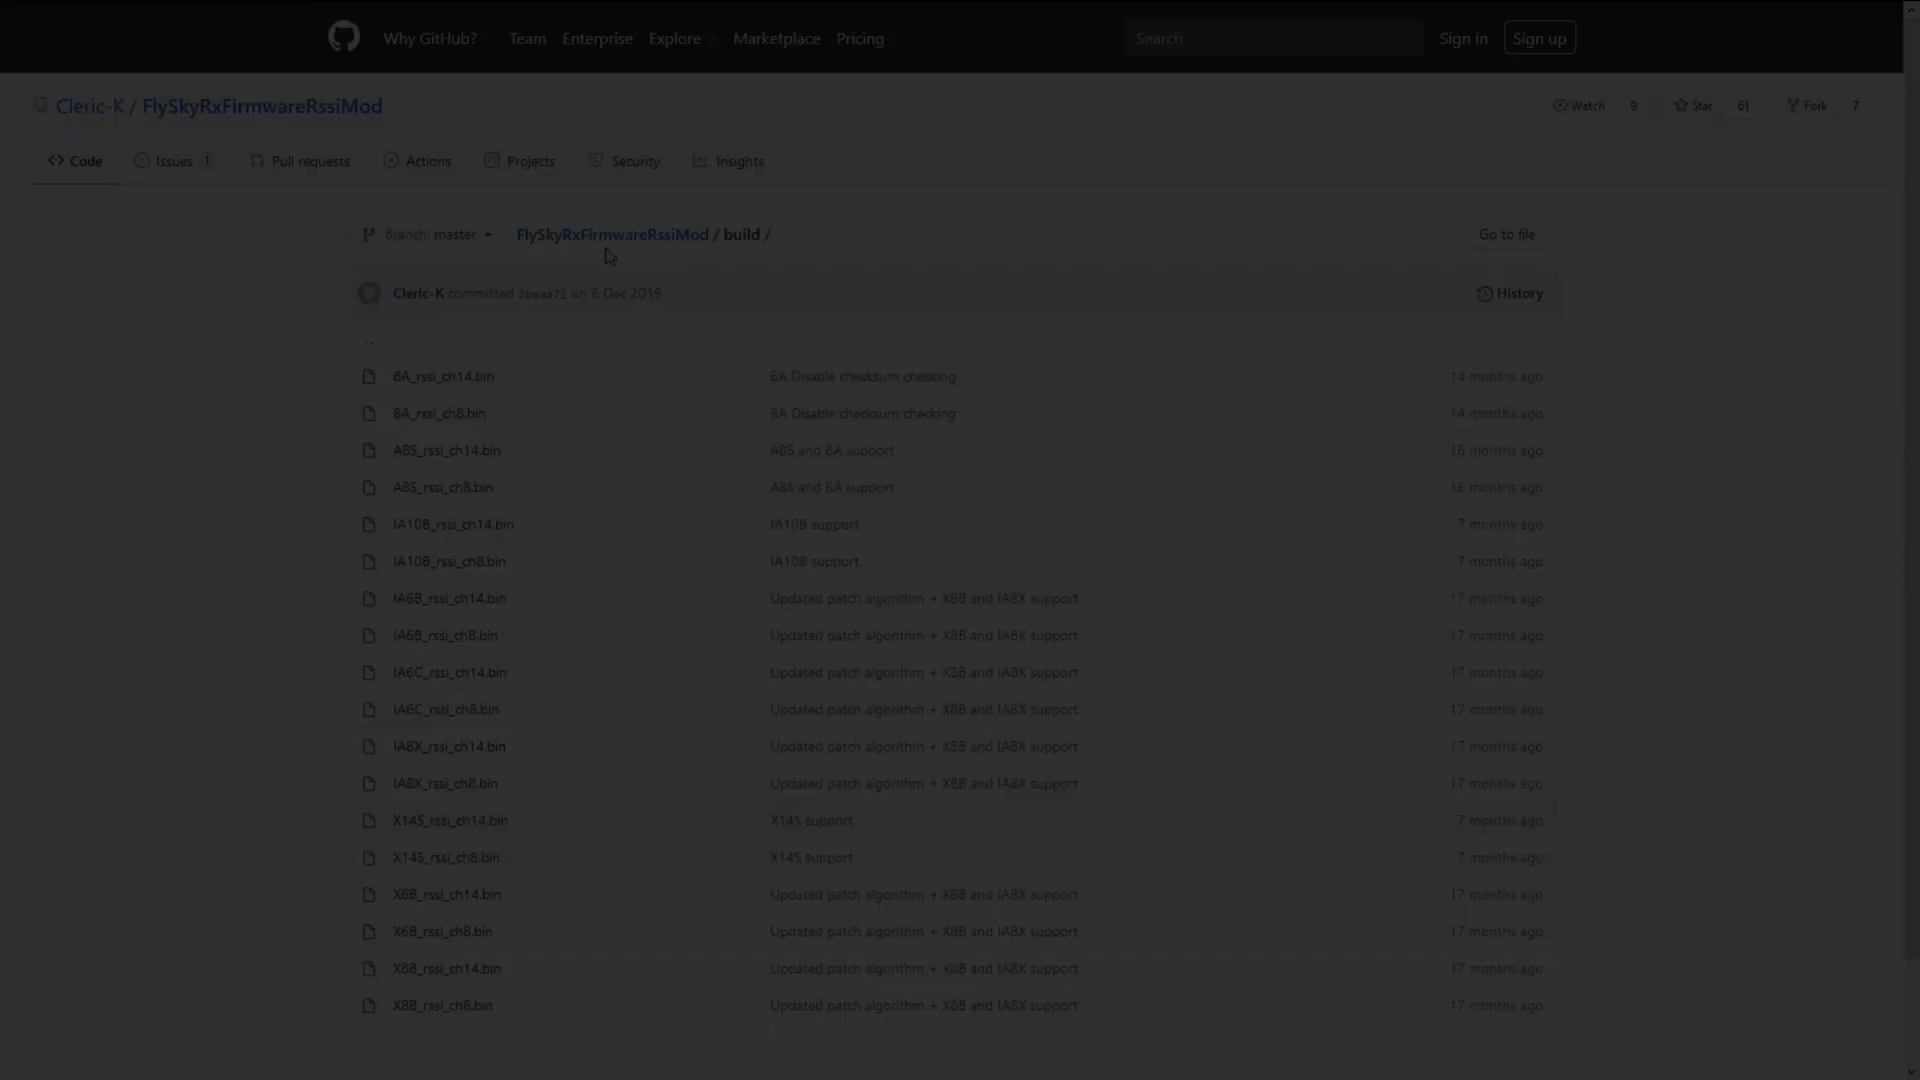 Why GitHub? Team Enterprise Explore Marketplace Pricing Search Sign in Sign up
Cleric-K / FlySkyRxFirmwareRssiMod Watch 9 Star 61 Fork 7
Code Issues 1 Pull requests Actions Projects Security Insights
Branch: master FlySkyRxFirmwareRssiMod / build / Go to file
Cleric-K committed on 6 Dec 2019 History
..
8A_rssi_ch14.bin 8A Disable checksum checking 14 months ago
8A_rssi_ch8.bin 8A Disable checksum checking 14 months ago
A8S_rssi_ch14.bin A8S and 8A support 16 months ago
A8S_rssi_ch8.bin A8S and 8A support 16 months ago
IA10B_rssi_ch14.bin IA10B support 7 months ago
IA10B_rssi_ch8.bin IA10B support 7 months ago
IA6B_rssi_ch14.bin Updated patch algorithm + X8B and IA8X support 17 months ago
IA6B_rssi_ch8.bin Updated patch algorithm + X8B and IA8X support 17 months ago
IA6C_rssi_ch14.bin Updated patch algorithm + X8B and IA8X support 17 months ago
IA6C_rssi_ch8.bin Updated patch algorithm + X8B and IA8X support 17 months ago
IA8X_rssi_ch14.bin Updated patch algorithm + X8B and IA8X support 17 months ago
IA8X_rssi_ch8.bin Updated patch algorithm + X8B and IA8X support 17 months ago
X14S_rssi_ch14.bin X14S support 7 months ago
X14S_rssi_ch8.bin X14S support 7 months ago
X6B_rssi_ch14.bin Updated patch algorithm + X8B and IA8X support 17 months ago
X6B_rssi_ch8.bin Updated patch algorithm + X8B and IA8X support 17 months ago
X8B_rssi_ch14.bin Updated patch algorithm + X8B and IA8X support 17 months ago
X8B_rssi_ch8.bin Updated patch algorithm + X8B and IA8X support 17 months ago